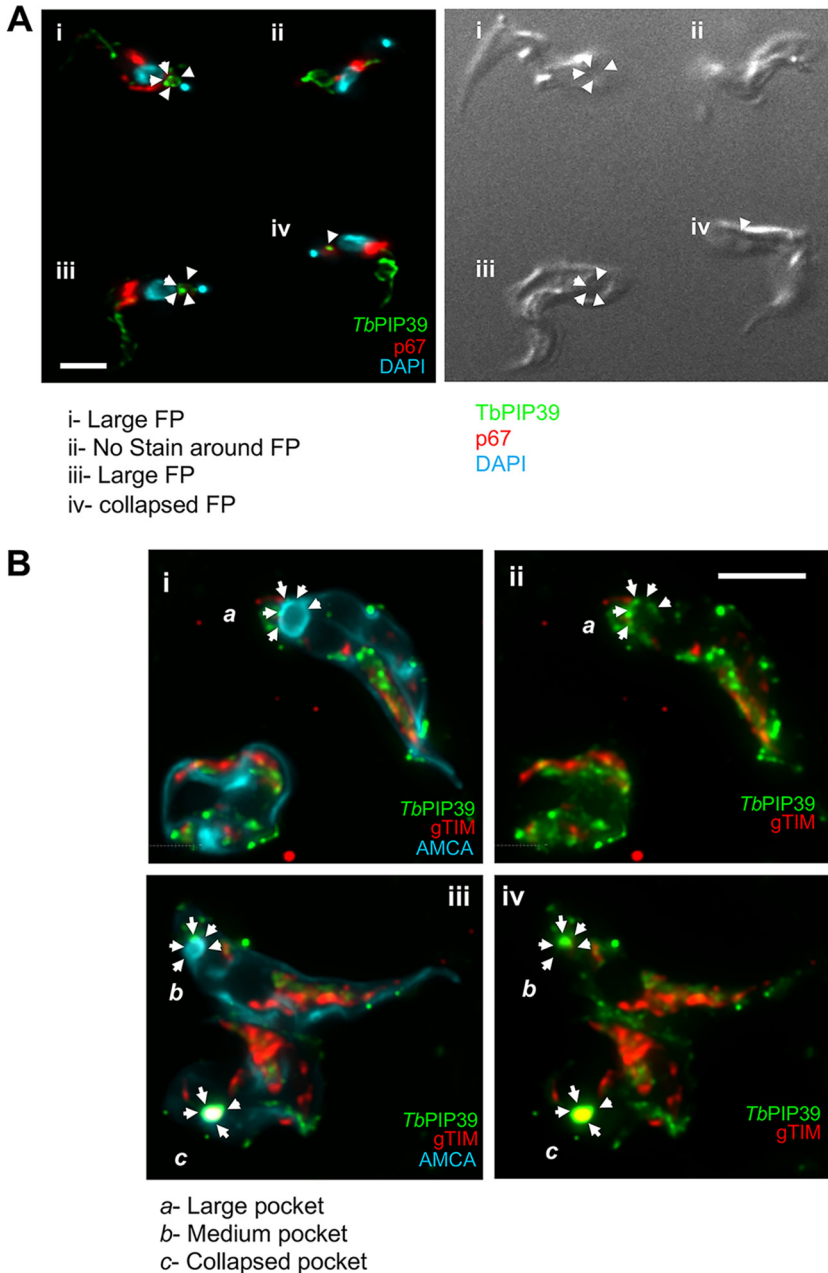 A
i
ii
iii
iv
TbPIP39
p67
DAPI
i
ii
iii
iv
i- Large FP
ii- No Stain around FP
iii- Large FP
iv- collapsed FP
TbPIP39
p67
DAPI
B
i
a
TbPIP39
gTIM
AMCA
ii
a
TbPIP39
gTIM
iii
b
c
TbPIP39
gTIM
AMCA
iv
b
c
TbPIP39
gTIM
a- Large pocket
b- Medium pocket
c- Collapsed pocket